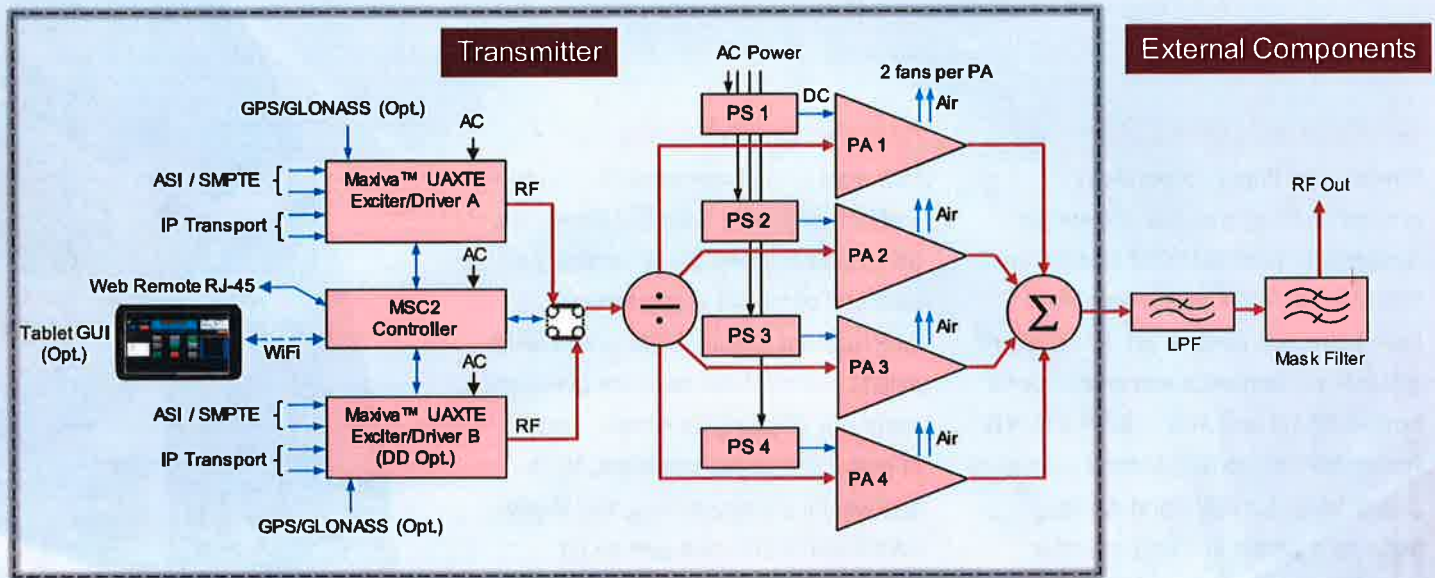 Transmitter
External Components
AC Power
2 fans per PA
GPS/GLONASS (Opt.)
AC
PS 1
DC
Air
PA 1
ASI / SMPTE
Maxiva™ UAXTE
Exciter/Driver A
RF
IP Transport
RF Out
PS 2
Air
PA 2
AC
Web Remote RJ-45
MSC2
Controller
÷
Σ
Tablet GUI
(Opt.)
WiFi
PS 3
Air
PA 3
LPF
Mask Filter
AC
ASI / SMPTE
Maxiva™ UAXTE
Exciter/Driver B
(DD Opt.)
RF
IP Transport
PS 4
Air
PA 4
GPS/GLONASS (Opt.)